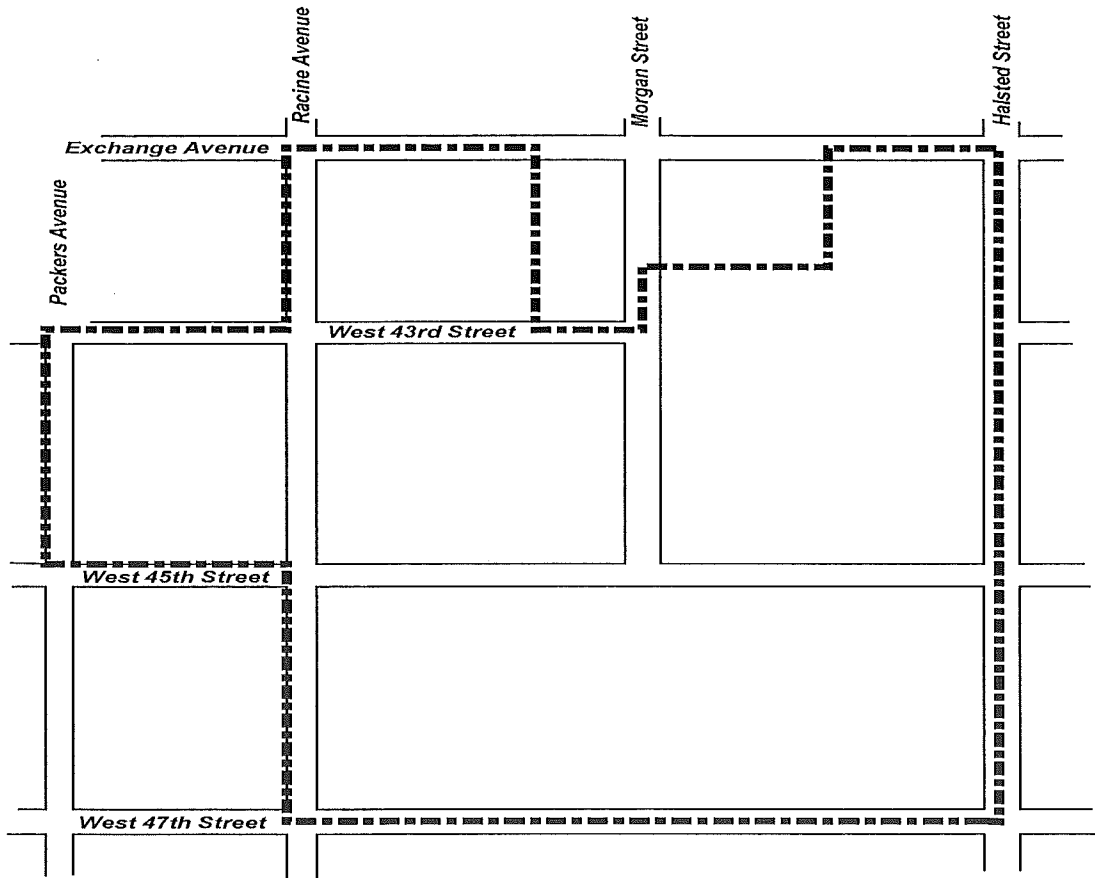 Racine Avenue
Morgan Street
Halsted Street
Exchange Avenue
Packers Avenue
West 43rd Street
West 45th Street
West 47th Street